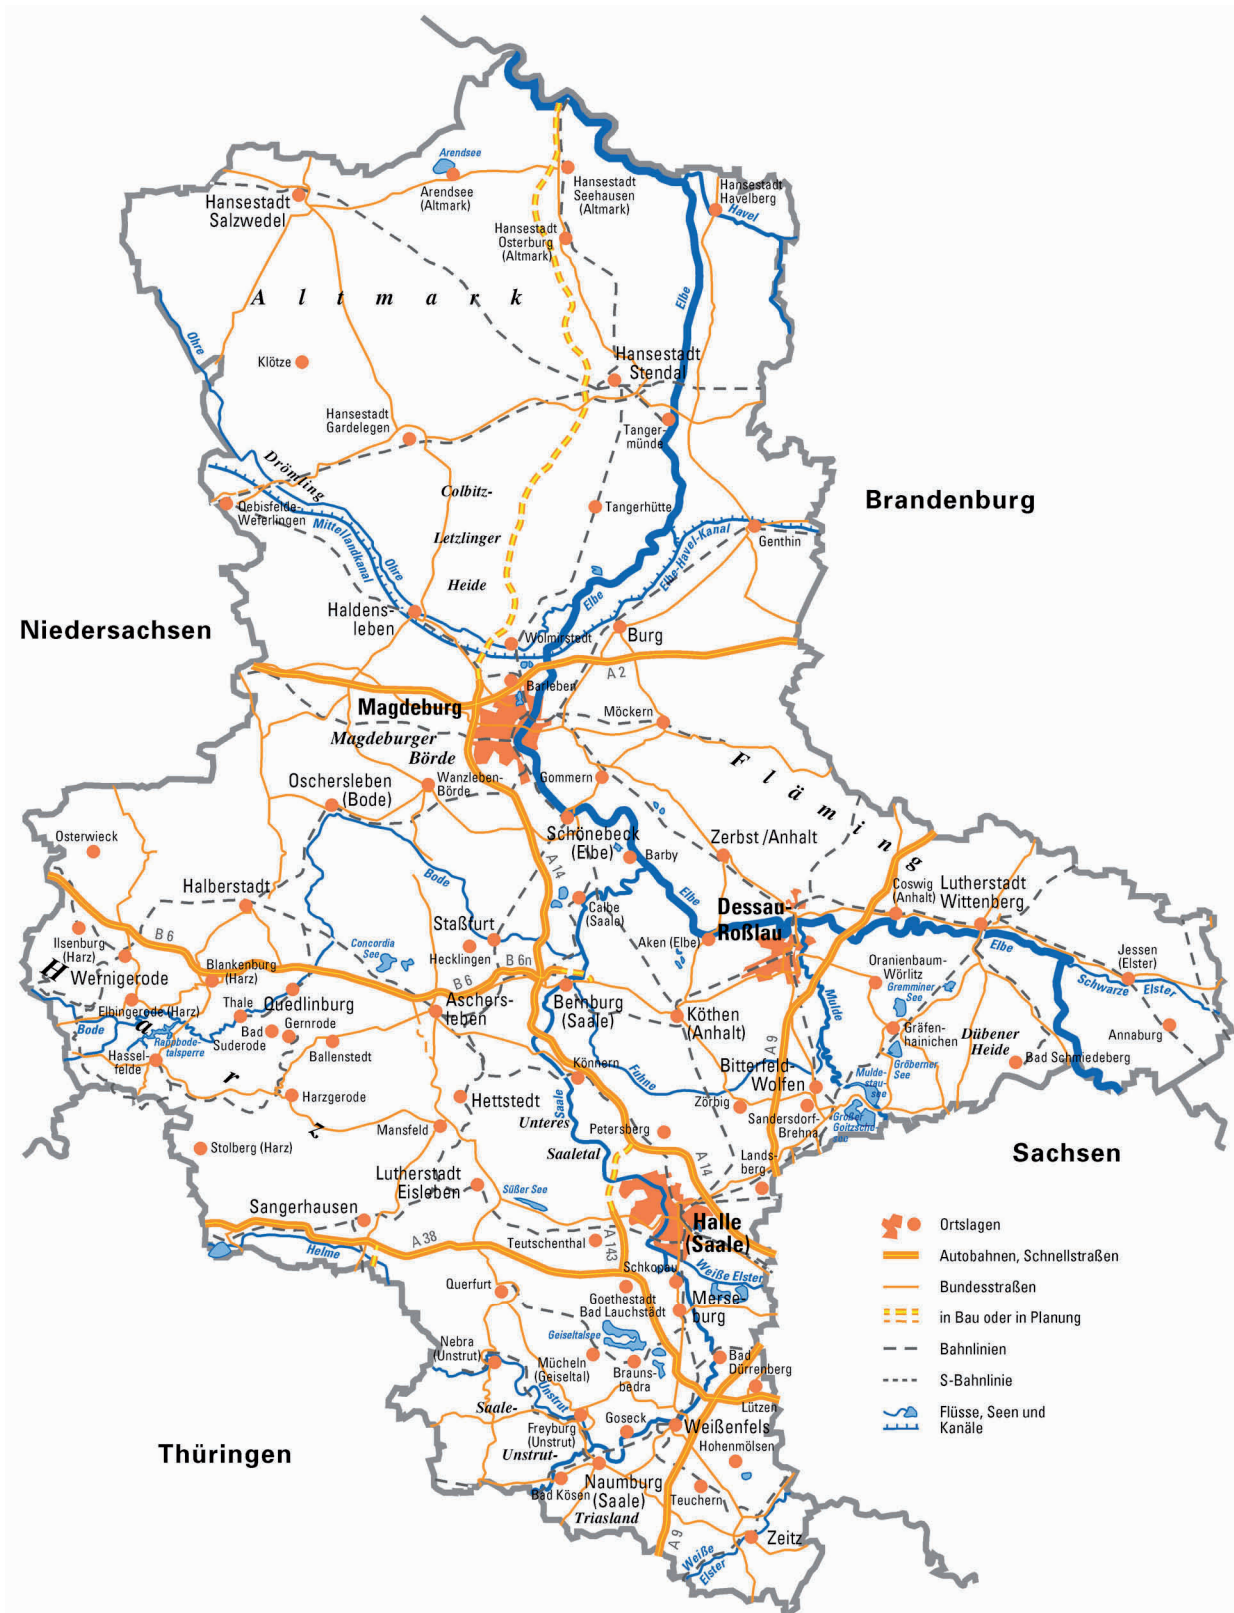 Arendsee
Arendsee
(Altmark)
Hansestadt
Salzwedel
Hansestadt
Seehausen
(Altmark)
Hansestadt
Havelberg
Havel
Hansestadt
Osterburg
(Altmark)
Altmark
Elbe
Ohre
Klötze
Hansestadt
Stendal
Hansestadt
Gardelegen
Tanger-
münde
Drömling
Colbitz-
Letzlinger
Heide
Oebisfelde-
Weferlingen
Mittellandkanal
Ohre
Tangerhütte
Brandenburg
Genthin
Elbe-Havel-Kanal
Elbe
Haldens-
leben
Niedersachsen
Wolmirstedt
Burg
A 2
Barleben
Magdeburg
Möckern
Magdeburger
Börde
Fläming
Oschersleben
(Bode)
Wanzleben-
Börde
Gommern
Schönebeck
(Elbe)
Zerbst /Anhalt
Osterwieck
Barby
A 14
Bode
Elbe
Halberstadt
Coswig
(Anhalt)
Lutherstadt
Wittenberg
Calbe
(Saale)
Dessau-
Roßlau
Staßfurt
Ilsenburg
(Harz)
B 6
Concordia
See
Hecklingen
B 6n
Aken (Elbe)
Elbe
Jessen
(Elster)
Harz
Wernigerode
Blankenburg
(Harz)
B 6
Oranienbaum-
Wörlitz
Gremminer
See
Schwarze Elster
Elbingerode (Harz)
Thale
Quedlinburg
Aschers-
leben
Bernburg
(Saale)
Köthen
(Anhalt)
Mulde
Bode
Rappbode-
talsperre
Bad
Suderode
Gernrode
Ballenstedt
Gräfen-
hainichen
Dübener
Heide
Annaburg
Hassel-
felde
Könnern
A 9
Gröberner
See
Bad Schmiedeberg
Fuhne
Bitterfeld-
Wolfen
Mulde-
stau-
see
Harzgerode
Hettstedt
Saale
Zörbig
Sandersdorf-
Brehna
Großer
Goitzsche-
see
Mansfeld
Unteres
Saaletal
Petersberg
Stolberg (Harz)
Sachsen
Lutherstadt
Eisleben
A 14
Lands-
berg
Süßer See
Sangerhausen
Halle
(Saale)
Ortslagen
A 38
Teutschenthal
A 143
Helme
Autobahnen, Schnellstraßen
Schkopau
Weiße Elster
Querfurt
Goethestadt
Bad Lauchstädt
Merse-
burg
Bundesstraßen
in Bau oder in Planung
Geiseltalsee
Nebra
(Unstrut)
Mücheln
(Geiseltal)
Brauns-
bedra
Bad
Dürrenberg
Bahnlinien
Unstrut
S-Bahnlinie
Saale-
Lützen
Freyburg
(Unstrut)
Goseck
Weißenfels
Flüsse, Seen und
Kanäle
Thüringen
Unstrut-
Hohenmölsen
Bad Kösen
Naumburg
(Saale)
Teuchern
Triasland
A 9
Zeitz
Weiße
Elster